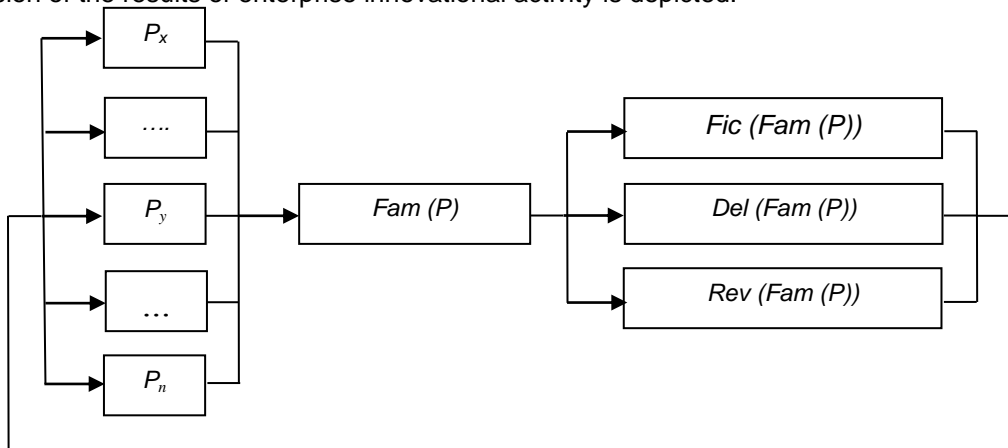 sion of the results of enterprise innovational activity is depicted.
Px
....
Py
...
Pn
Fam (P)
Fic (Fam (P))
Del (Fam (P))
Rev (Fam (P))